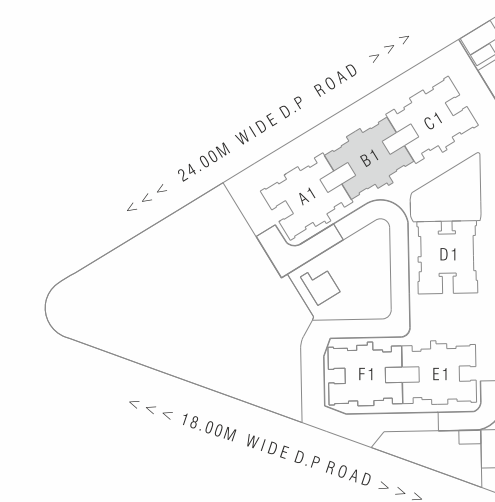 <<< 24.00M WIDE D.P ROAD >>>
C1
B1
A1
D1
F1
E1
<<< 18.00M WIDE D.P ROAD >>>